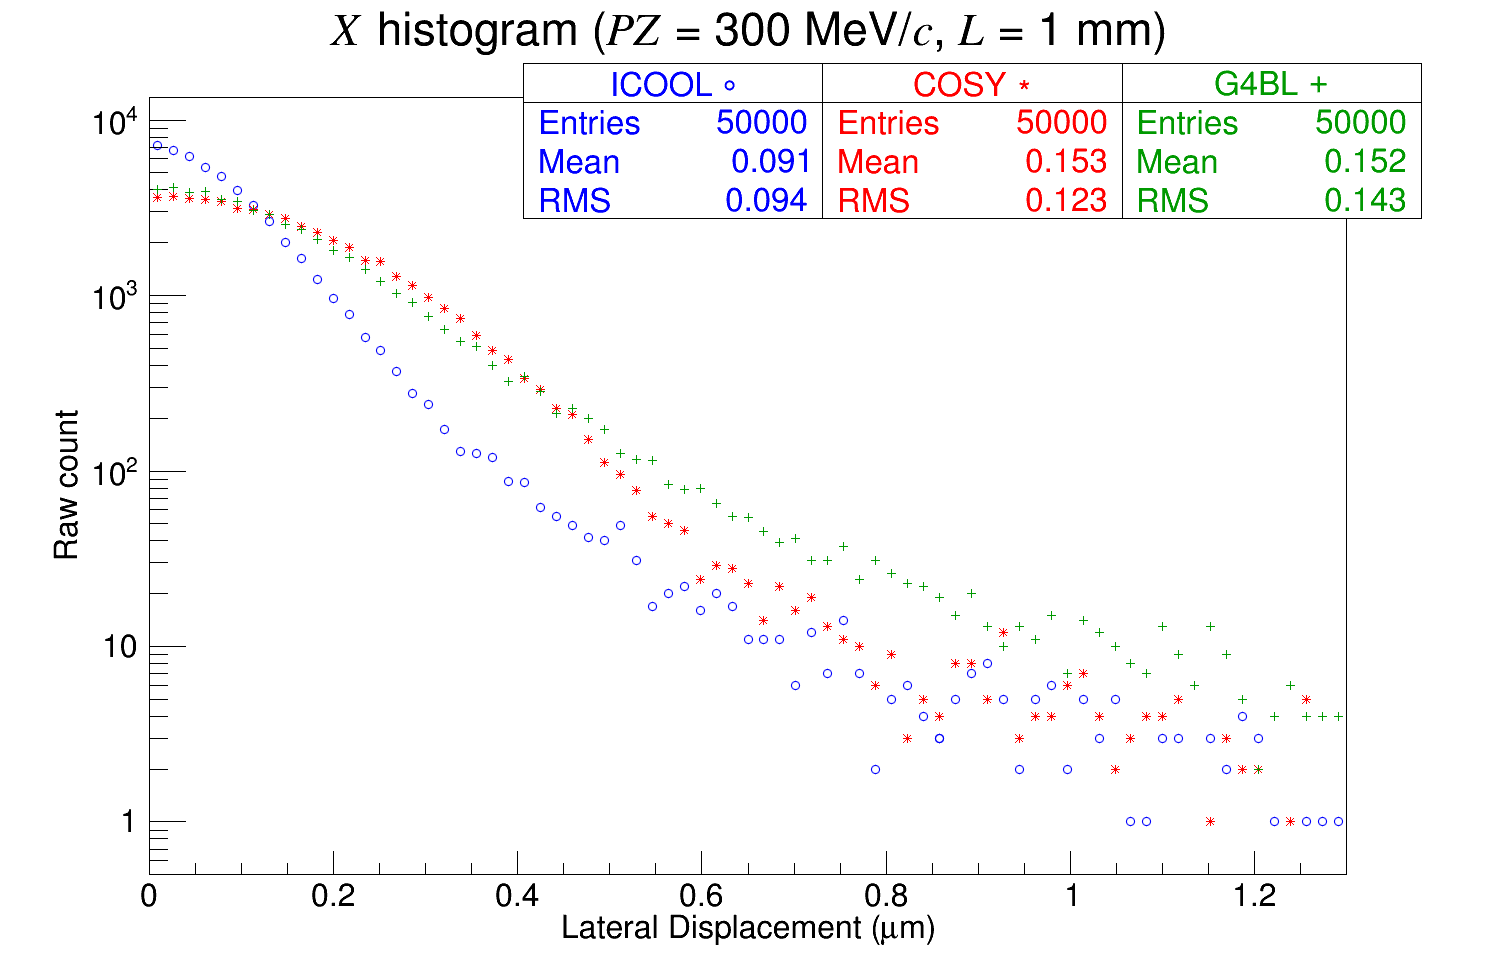 X histogram (PZ = 300 MeV/c, L = 1 mm)
ICOOL COSY * G4BL +
Entries 50000 Entries 50000 Entries 50000
Mean 0.091 Mean 0.153 Mean 0.152
RMS 0.094 RMS 0.123 RMS 0.143
Raw count
10⁴
10³
10²
10
1
0 0.2 0.4 0.6 0.8 1 1.2
Lateral Displacement (μm)